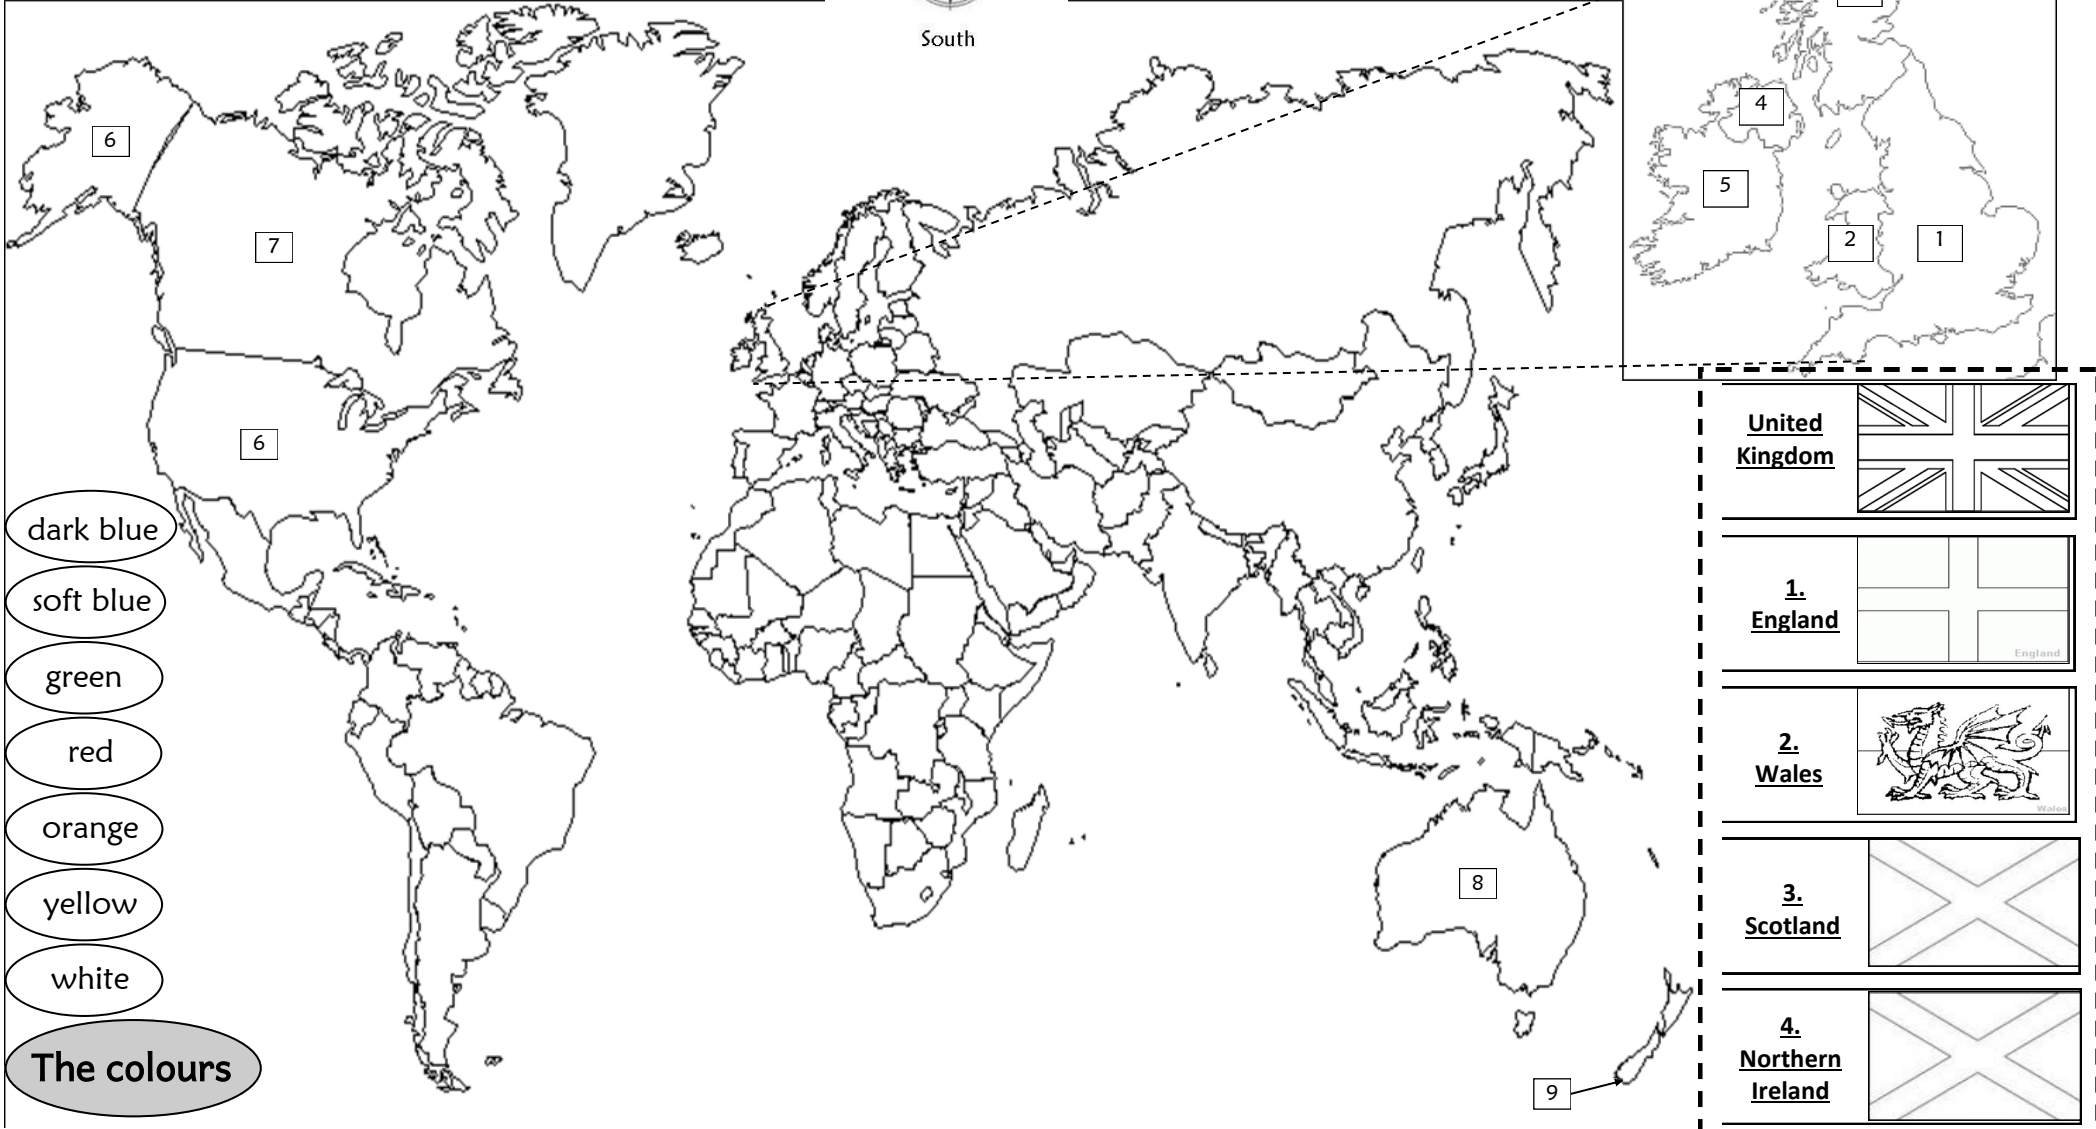 South
6
7
6
4
5
2
1
8
9
dark blue
soft blue
green
red
orange
yellow
white
The colours
United
Kingdom
1.
England
England
2.
Wales
Wales
3.
Scotland
4.
Northern
Ireland